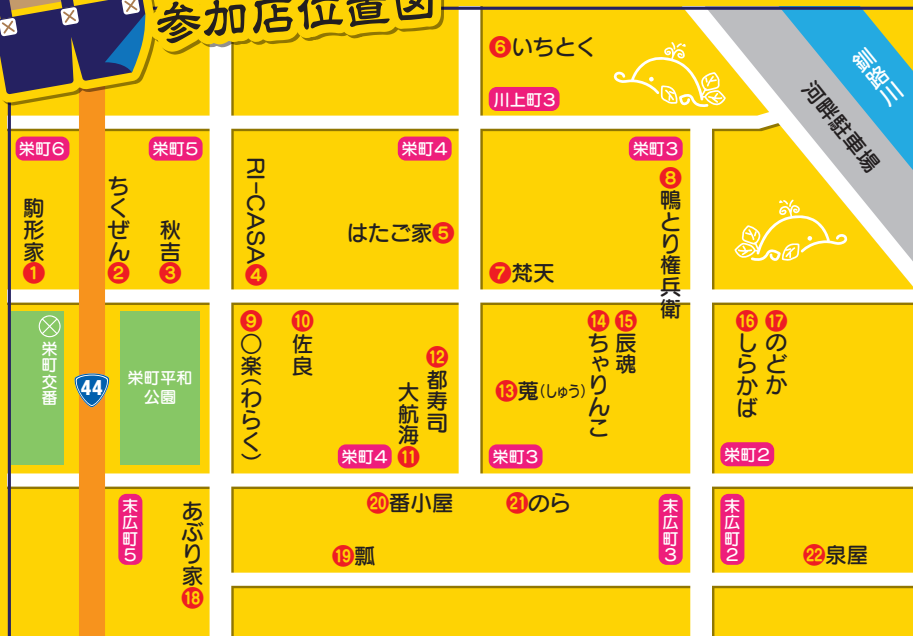 参加店位置図
⑥いちとく
川上町3
釧路川
河畔駐車場
栄町6
栄町5
栄町4
栄町3
駒形家①
ちくぜん②
秋吉③
RI-CASA④
はたご家⑤
⑦梵天
⑧鴨とり権兵衛
栄町交番
44
栄町平和
公園
⑨〇楽(わらく)
⑩佐良
大航海⑪
⑫都寿司
栄町4
⑬蒐(しゅう)
⑭ちゃりんこ
⑮辰魂
栄町3
⑯しらかば
⑰のどか
栄町2
末広町5
あぶり家⑱
⑲瓢
⑳番小屋
㉑のら
末広町3
末広町2
㉒泉屋